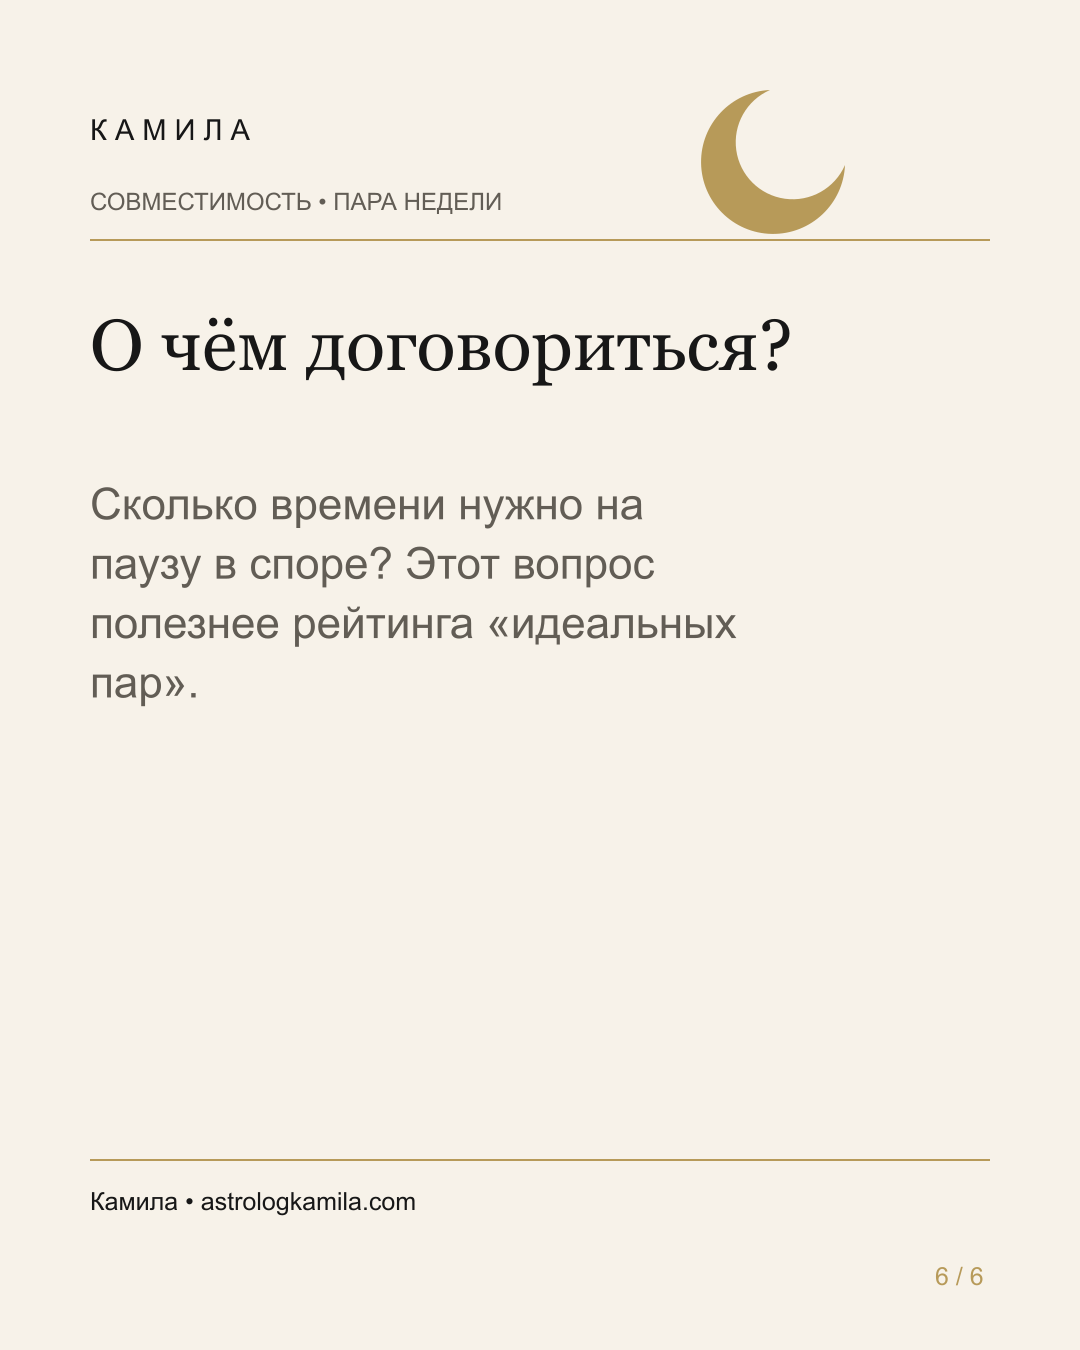 КАМИЛА
СОВМЕСТИМОСТЬ • ПАРА НЕДЕЛИ
О чём договориться?
Сколько времени нужно на
паузу в споре? Этот вопрос
полезнее рейтинга «идеальных
пар».
Камила • astrologkamila.com
6 / 6